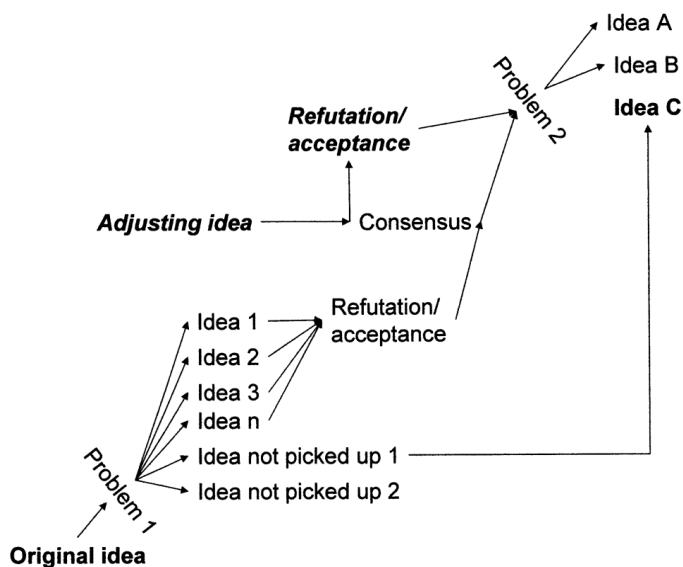 Idea A
Idea B
Idea C
Problem 2
Refutation/
acceptance
Adjusting idea
Consensus
Refutation/
acceptance
Idea 1
Idea 2
Idea 3
Idea n
Idea not picked up 1
Idea not picked up 2
Problem 1
Original idea